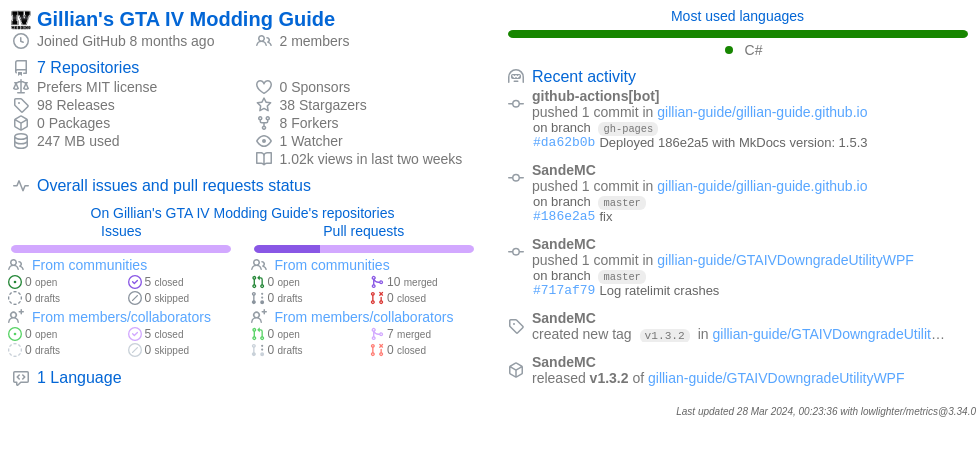 Gillian's GTA IV Modding Guide
Joined GitHub 8 months ago
2 members
7 Repositories
Prefers MIT license
98 Releases
0 Packages
247 MB used
0 Sponsors
38 Stargazers
8 Forkers
1 Watcher
1.02k views in last two weeks
Overall issues and pull requests status
On Gillian's GTA IV Modding Guide's repositories
Issues
From communities
0 open
5 closed
0 drafts
0 skipped
From members/collaborators
0 open
5 closed
0 drafts
0 skipped
Pull requests
From communities
0 open
10 merged
0 drafts
0 closed
From members/collaborators
0 open
7 merged
0 drafts
0 closed
1 Language
Most used languages
C#
Recent activity
github-actions[bot]
pushed 1 commit in gillian-guide/gillian-guide.github.io
on branch gh-pages
#da62b0b Deployed 186e2a5 with MkDocs version: 1.5.3
SandeMC
pushed 1 commit in gillian-guide/gillian-guide.github.io
on branch master
#186e2a5 fix
SandeMC
pushed 1 commit in gillian-guide/GTAIVDowngradeUtilityWPF
on branch master
#717af79 Log ratelimit crashes
SandeMC
created new tag v1.3.2 in gillian-guide/GTAIVDowngradeUtilit…
SandeMC
released v1.3.2 of gillian-guide/GTAIVDowngradeUtilityWPF
Last updated 28 Mar 2024, 00:23:36 with lowlighter/metrics@3.34.0